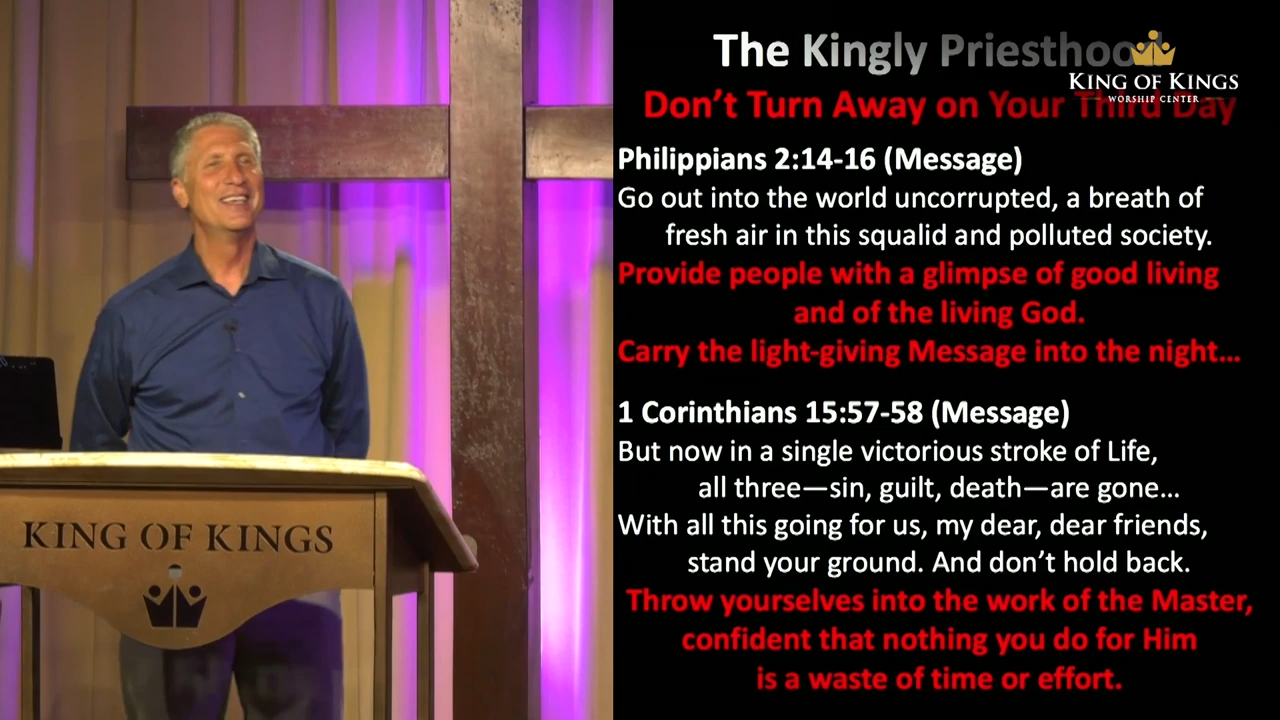 The Kingly Priesthood
KING OF KINGS
WORSHIP CENTER
Don’t Turn Away on Your Third Day
Philippians 2:14-16 (Message)
Go out into the world uncorrupted, a breath of
fresh air in this squalid and polluted society.
Provide people with a glimpse of good living
and of the living God.
Carry the light-giving Message into the night…
1 Corinthians 15:57-58 (Message)
But now in a single victorious stroke of Life,
all three—sin, guilt, death—are gone…
With all this going for us, my dear, dear friends,
stand your ground. And don’t hold back.
Throw yourselves into the work of the Master,
confident that nothing you do for Him
is a waste of time or effort.
KING OF KINGS